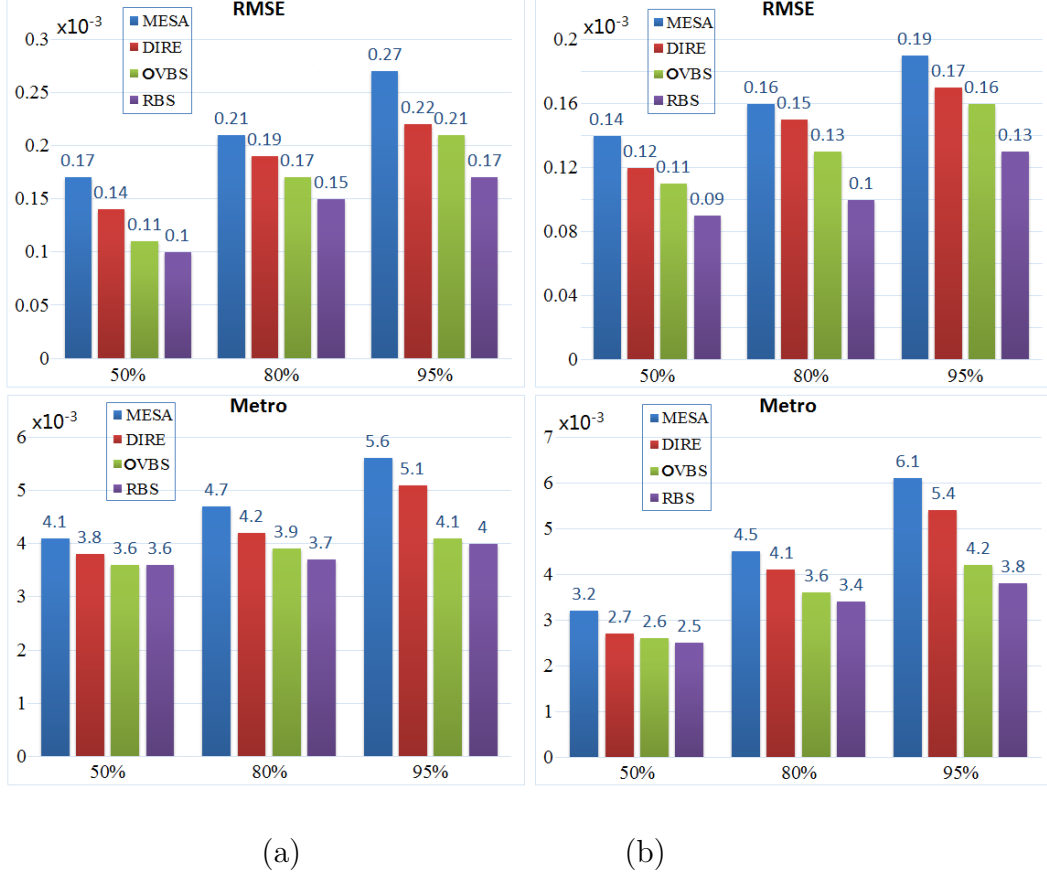 RMSE
x10-3
MESA
DIRE
OVBS
RBS
0.3
0.25
0.2
0.15
0.1
0.05
0
0.17
0.14
0.11
0.1
0.21
0.19
0.17
0.15
0.27
0.22
0.21
0.17
50% 80% 95%
RMSE
x10-3
MESA
DIRE
OVBS
RBS
0.2
0.16
0.12
0.08
0.04
0
0.14
0.12
0.11
0.09
0.16
0.15
0.13
0.1
0.19
0.17
0.16
0.13
50% 80% 95%
Metro
x10-3
MESA
DIRE
OVBS
RBS
6
5
4
3
2
1
0
4.1
3.8
3.6
3.6
4.7
4.2
3.9
3.7
5.6
5.1
4.1
4
50% 80% 95%
Metro
x10-3
MESA
DIRE
OVBS
RBS
7
6
5
4
3
2
1
0
3.2
2.7
2.6
2.5
4.5
4.1
3.6
3.4
6.1
5.4
4.2
3.8
50% 80% 95%
(a) (b)